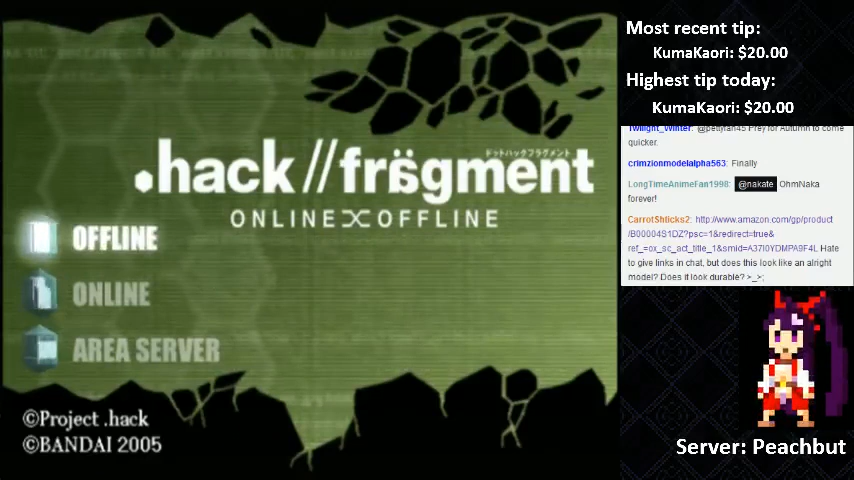 Most recent tip:
KumaKaori: $20.00
Highest tip today:
KumaKaori: $20.00
Twilight_Winter: @pettyfan45 Prey for Autumn to come
quicker.
crimzionmodelalpha563: Finally
LongTimeAnimeFan1998: @nakate OhmNaka
forever!
CarrotShticks2: http://www.amazon.com/gp/product
/B00004S1DZ?psc=1&redirect=true&
ref_=ox_sc_act_title_1&smid=A37I0YDMPA9F4L Hate
to give links in chat, but does this look like an alright
model? Does it look durable? >_>;
ドットハックフラグメント
.hack//frägment
ONLINE OFFLINE
OFFLINE
ONLINE
AREA SERVER
©Project .hack
©BANDAI 2005
Server: Peachbut